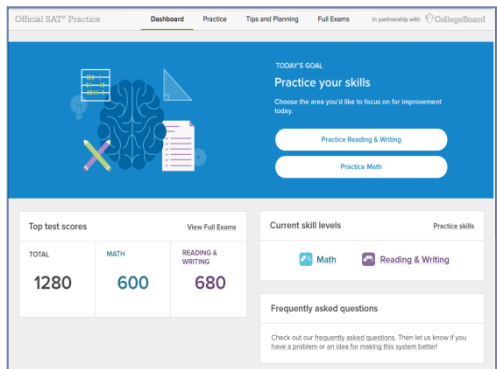 Official SAT® Practice
Dashboard
Practice
Tips and Planning
Full Exams
In partnership with CollegeBoard
TODAY'S GOAL
Practice your skills
Choose the area you'd like to focus on for improvement
today.
Practice Reading & Writing
Practice Math
Top test scores
View Full Exams
TOTAL
1280
MATH
600
READING &
WRITING
680
Current skill levels
Practice skills
Math
Reading & Writing
Frequently asked questions
Check out our frequently asked questions. Then let us know if you
have a problem or an idea for making this system better!